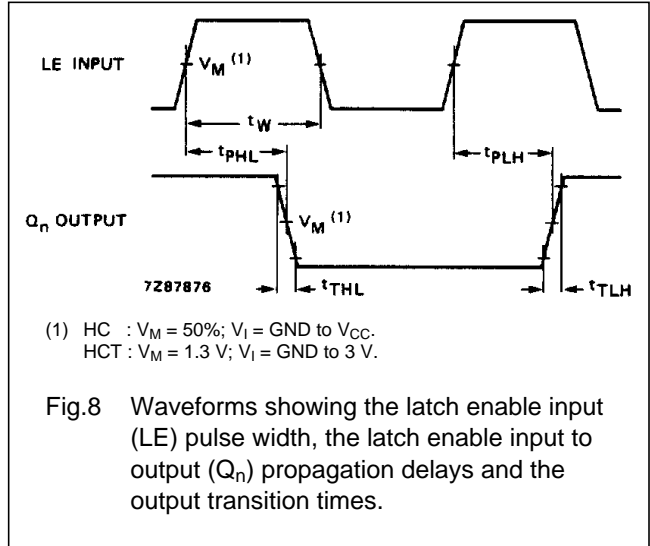 LE INPUT
V_M (1)
t_W
t_PHL
t_PLH
Q_n OUTPUT
V_M (1)
7Z87876
t_THL
t_TLH
(1) HC : V_M = 50%; V_I = GND to V_CC.
HCT : V_M = 1.3 V; V_I = GND to 3 V.
Fig.8 Waveforms showing the latch enable input
(LE) pulse width, the latch enable input to
output (Q_n) propagation delays and the
output transition times.